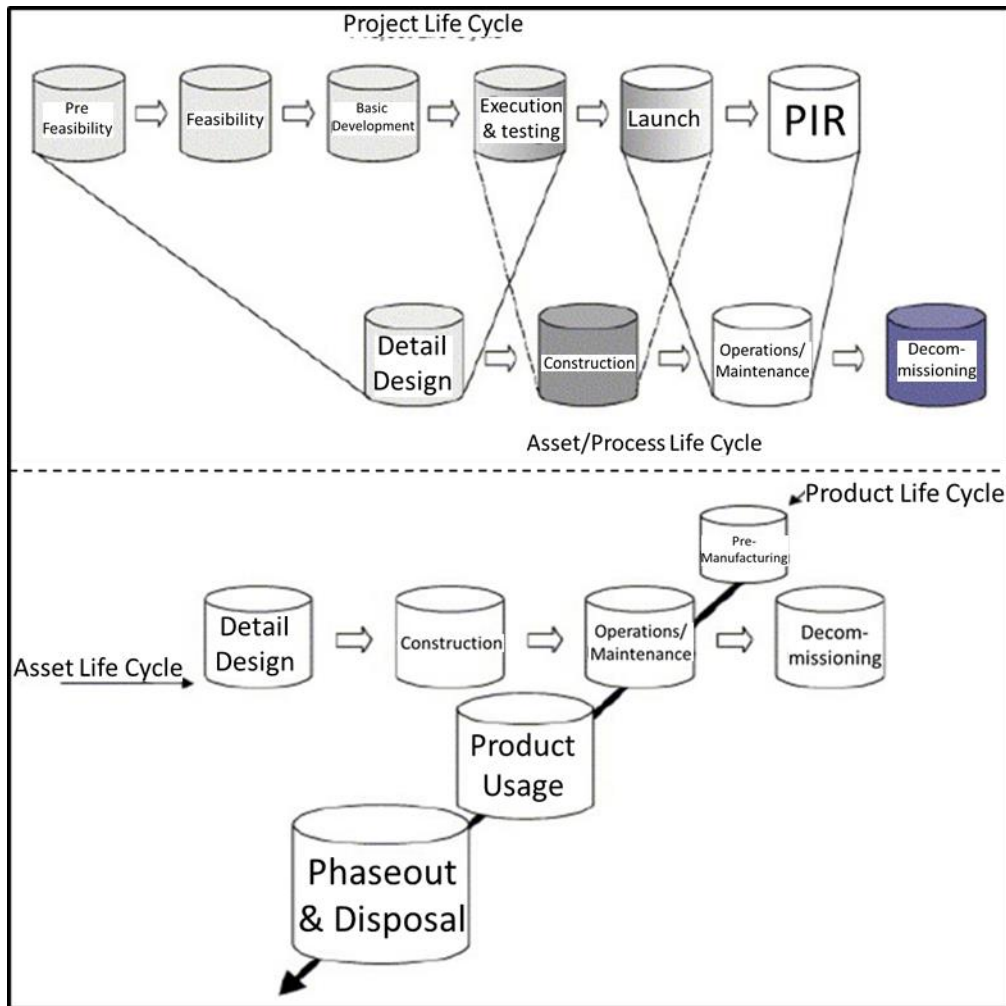 Project Life Cycle
Pre
Feasibility
Feasibility
Basic
Development
Execution
& testing
Launch
PIR
Detail
Design
Construction
Operations/
Maintenance
Decom-
missioning
Asset/Process Life Cycle
Product Life Cycle
Pre-
Manufacturing
Detail
Design
Construction
Operations/
Maintenance
Decom-
missioning
Asset Life Cycle
Product
Usage
Phaseout
& Disposal